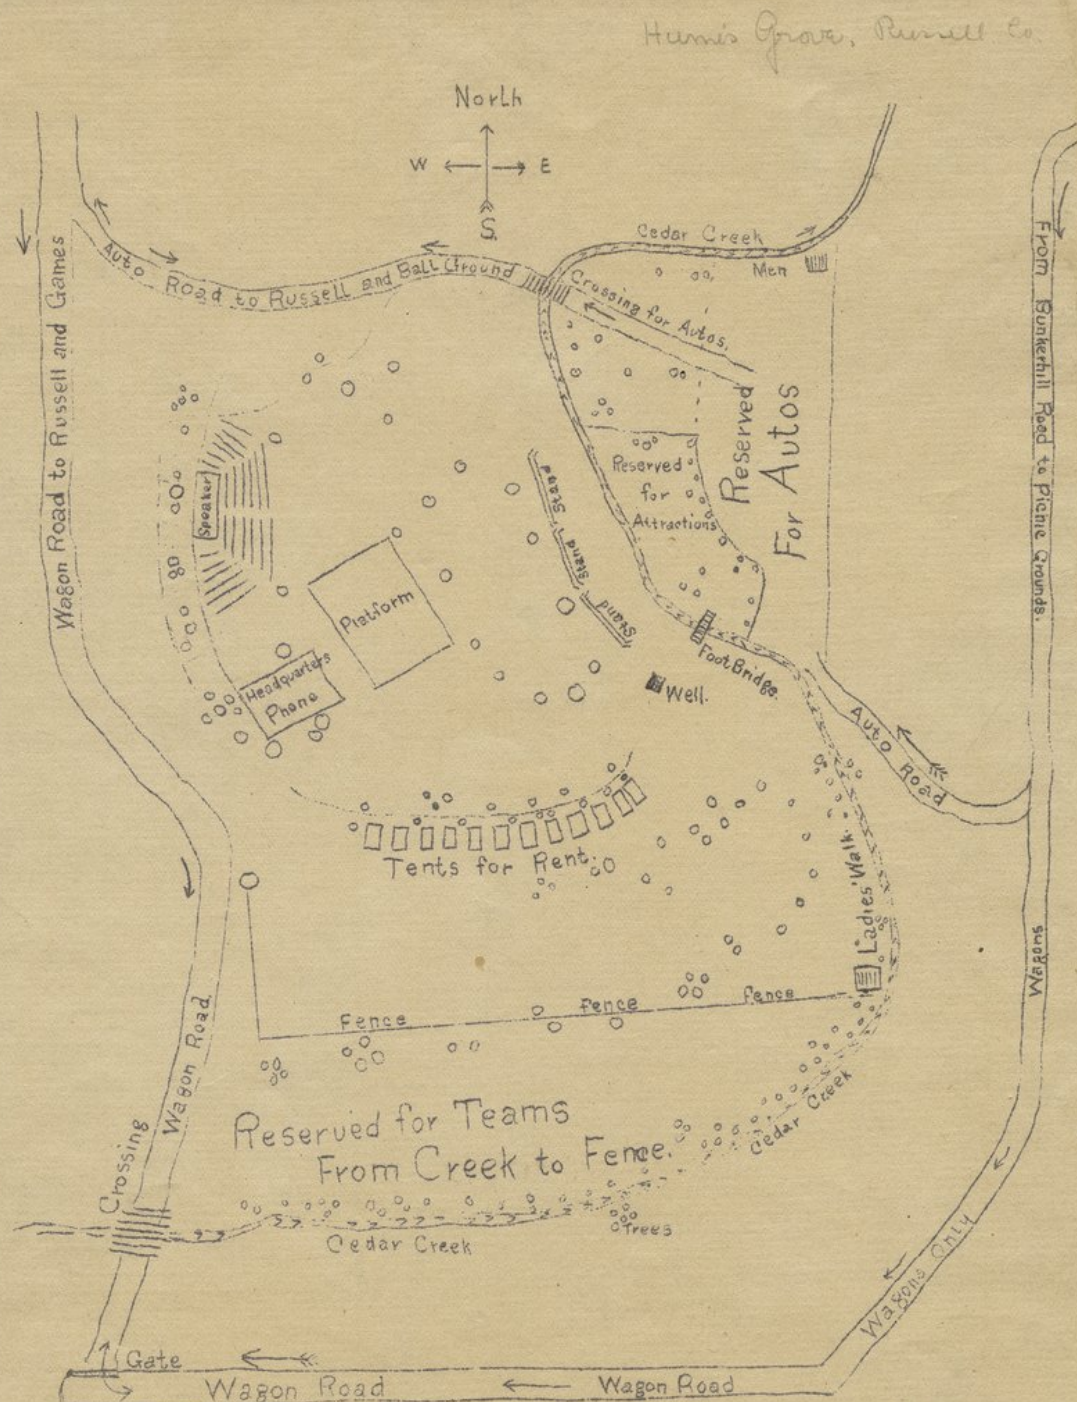 Hume's Grove, Russell Co.
North
W E
S.
Cedar Creek
Men
Auto Road to Russell and Ball Ground
Crossing for Autos.
Wagon Road to Russell and Games
From Bunkerhill Road to Picnic Grounds.
Reserved
For Autos
Reserved
for
Attractions
Speaker
Stand
Stand
Stand
Platform
Headquarters
Phone
Foot Bridge.
Well.
Auto Road
Tents for Rent.
Ladies' Walk.
Wagons
Fence
fence
fence
Wagon Road
Reserved for Teams
From Creek to Fence.
Cedar Creek
Crossing
Trees
Cedar Creek
Wagons Only
Gate
Wagon Road
Wagon Road